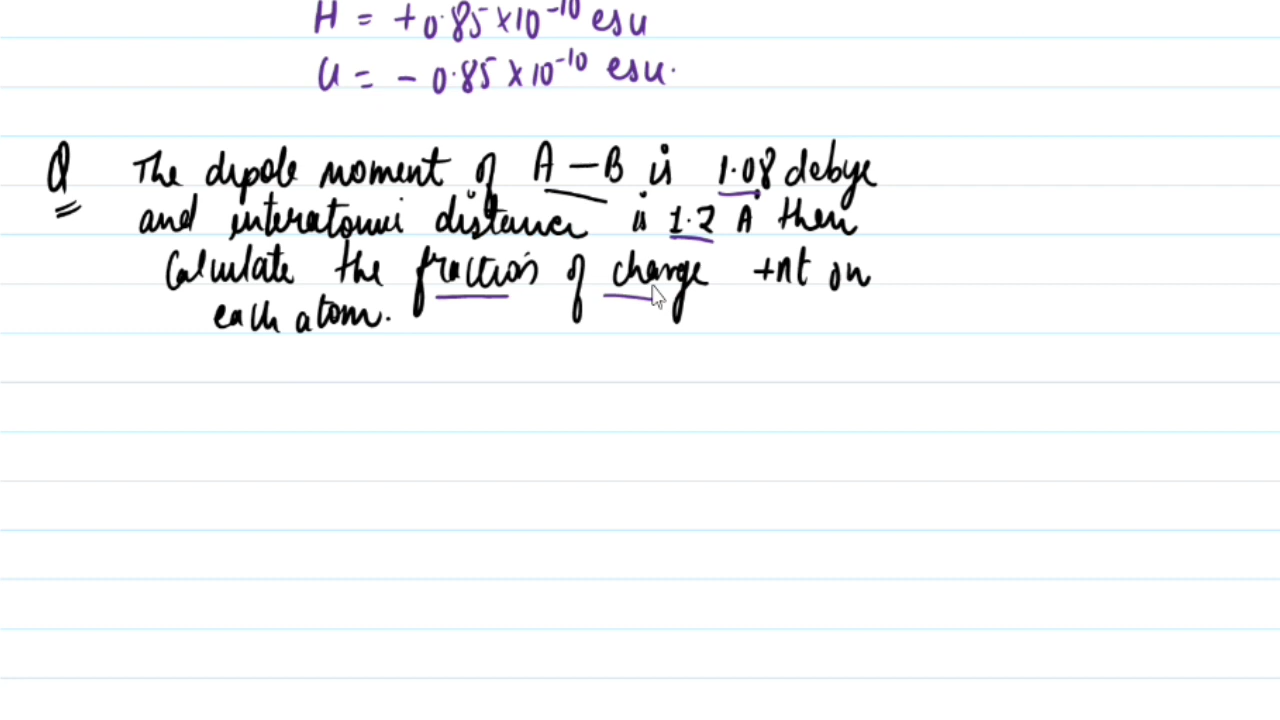 H = +0.85×10⁻¹⁰ esu
Cl = - 0.85×10⁻¹⁰ esu.
Q The dipole moment of A-B is 1.08 debye
and interatomic distance is 1.2 A° then
Calculate the fraction of charge +nt on
each atom.